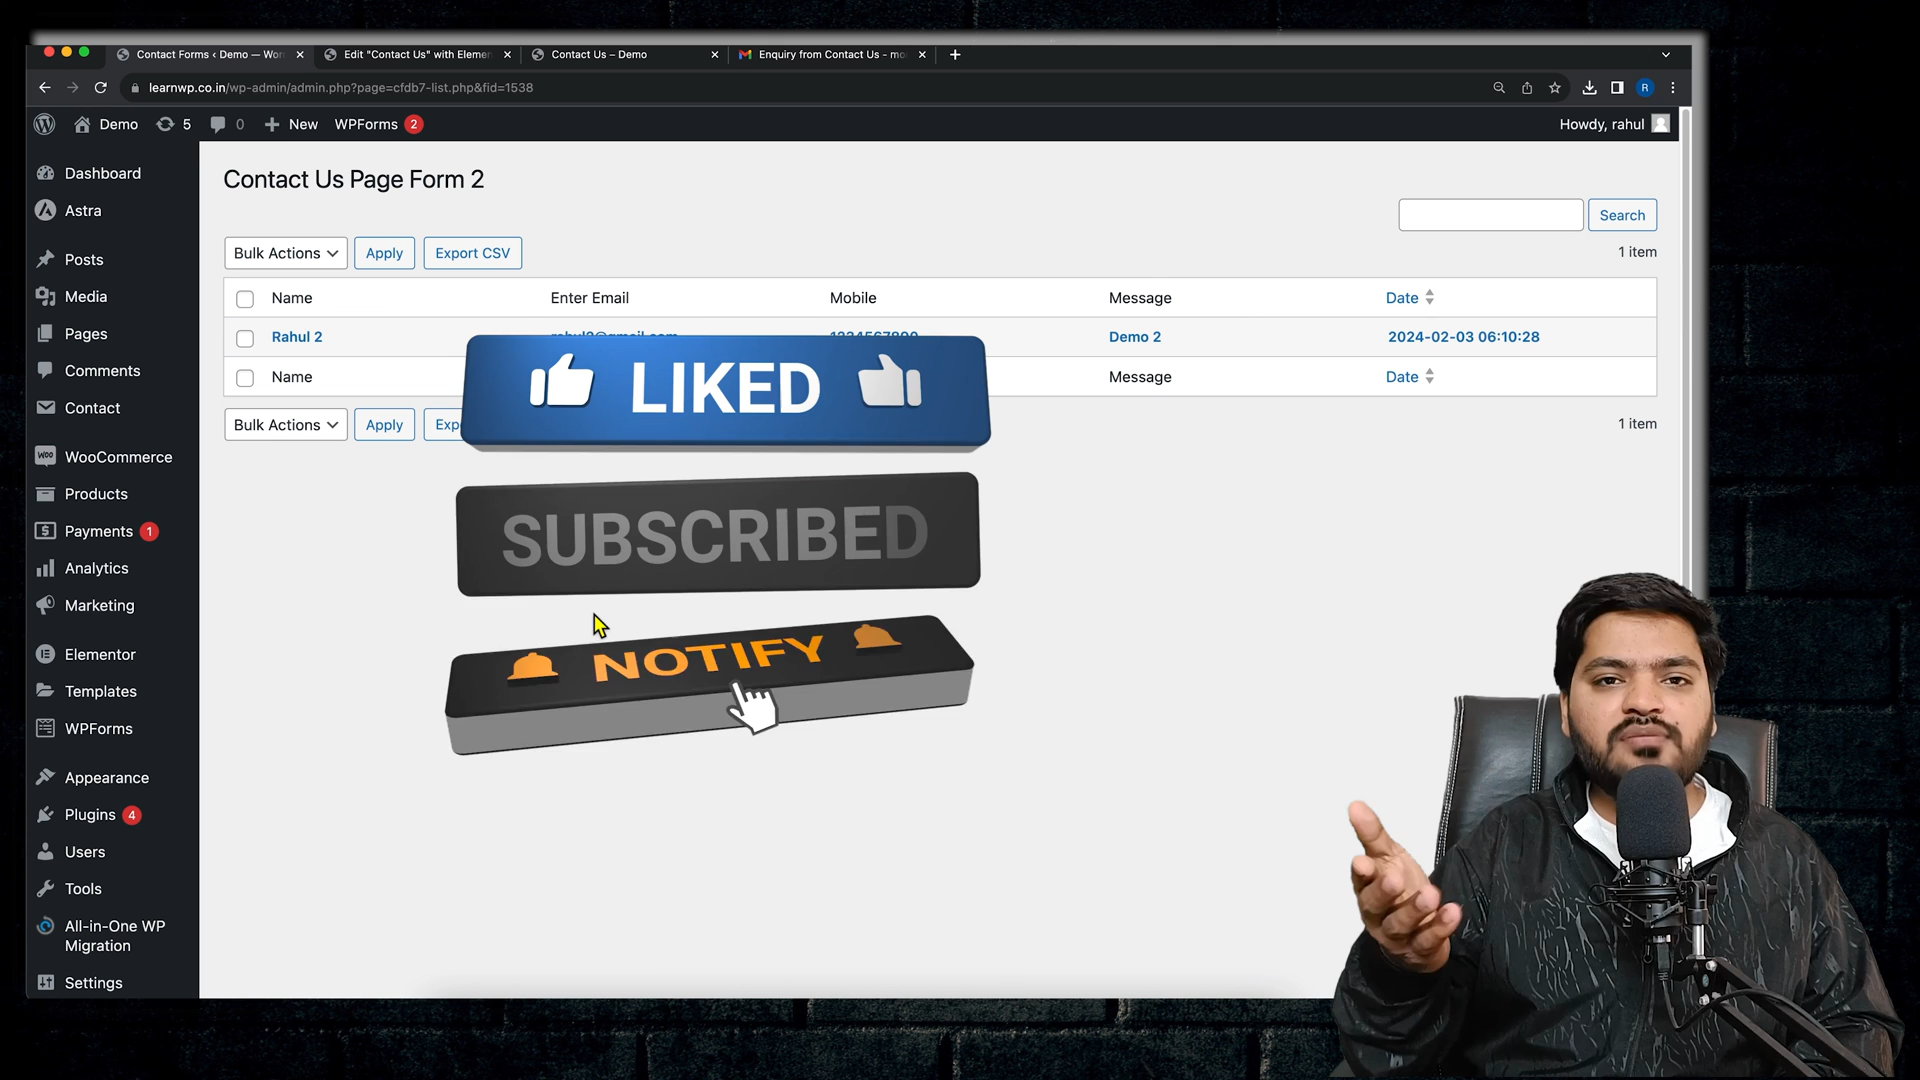 Contact Forms ‹ Demo — Wor
Edit "Contact Us" with Elemen
Contact Us – Demo
Enquiry from Contact Us - mo
learnwp.co.in/wp-admin/admin.php?page=cfdb7-list.php&fid=1538
R
Demo
5
0
New
WPForms 2
Howdy, rahul
Dashboard
Astra
Posts
Media
Pages
Comments
Contact
WooCommerce
Products
Payments 1
Analytics
Marketing
Elementor
Templates
WPForms
Appearance
Plugins 4
Users
Tools
All-in-One WP
Migration
Settings
Contact Us Page Form 2
Search
Bulk Actions Apply Export CSV
1 item
Name Enter Email Mobile Message Date
Rahul 2 rahul2@gmail.com 1234567890 Demo 2 2024-02-03 06:10:28
Name Message Date
Bulk Actions Apply Exp
1 item
LIKED
SUBSCRIBED
NOTIFY